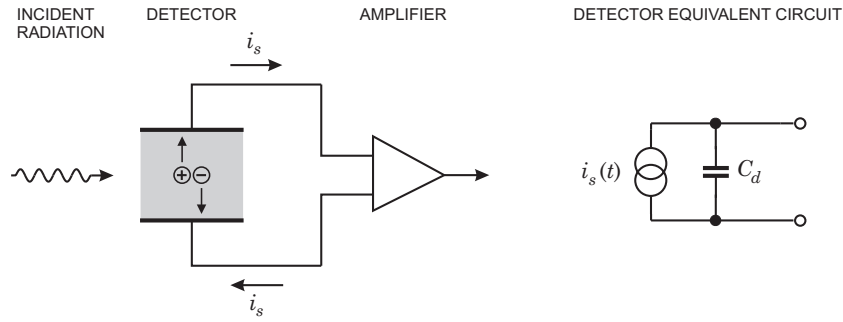 INCIDENT
RADIATION
DETECTOR
AMPLIFIER
DETECTOR EQUIVALENT CIRCUIT
i_s
+ −
i_s(t)
C_d
i_s